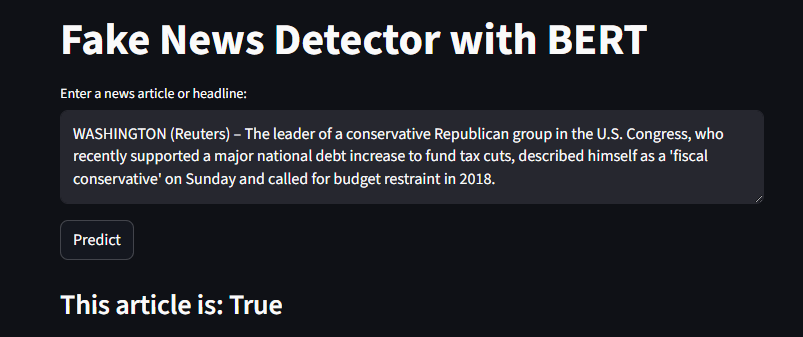 Fake News Detector with BERT
Enter a news article or headline:
WASHINGTON (Reuters) – The leader of a conservative Republican group in the U.S. Congress, who
recently supported a major national debt increase to fund tax cuts, described himself as a 'fiscal
conservative' on Sunday and called for budget restraint in 2018.
Predict
This article is: True